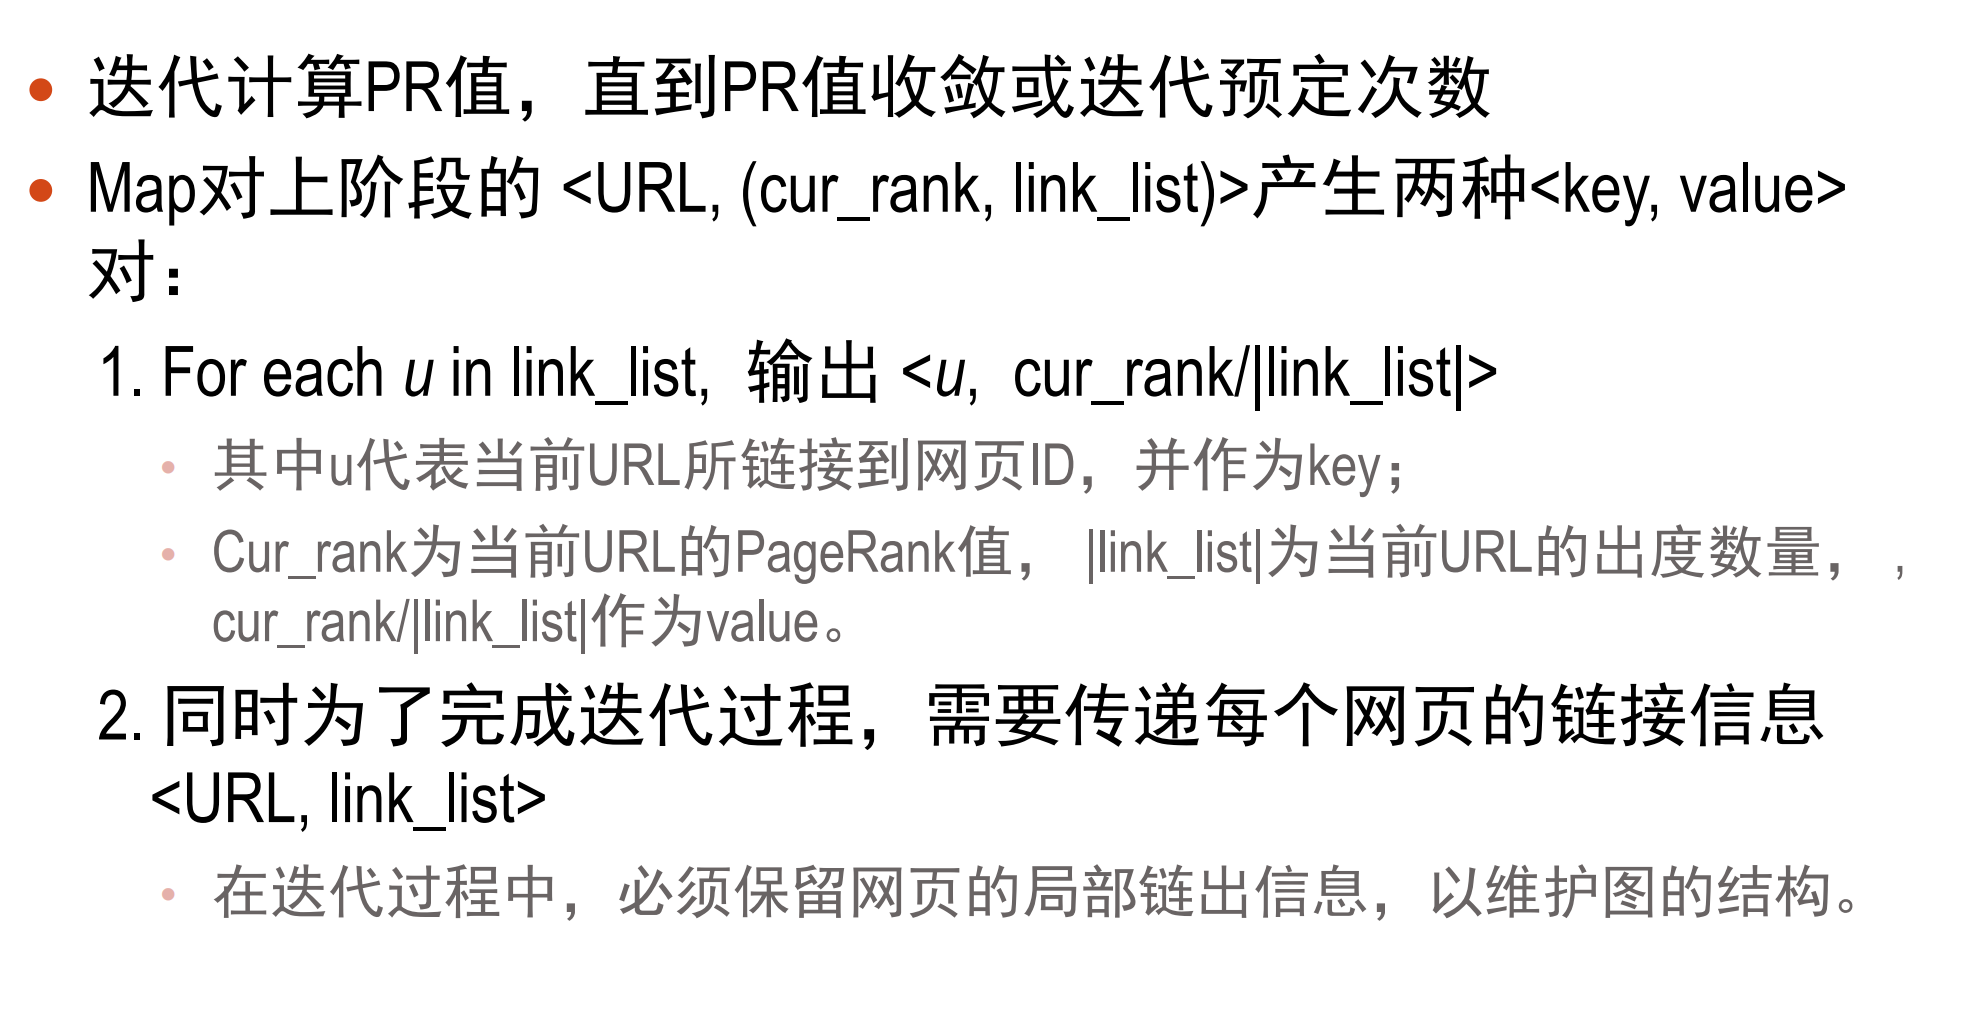 • 迭代计算PR值，直到PR值收敛或迭代预定次数
• Map对上阶段的 <URL, (cur_rank, link_list)>产生两种<key, value>
对：
1. For each u in link_list, 输出 <u, cur_rank/|link_list|>
• 其中u代表当前URL所链接到网页ID，并作为key；
• Cur_rank为当前URL的PageRank值， |link_list|为当前URL的出度数量， ,
cur_rank/|link_list|作为value。
2. 同时为了完成迭代过程，需要传递每个网页的链接信息
<URL, link_list>
• 在迭代过程中，必须保留网页的局部链出信息，以维护图的结构。